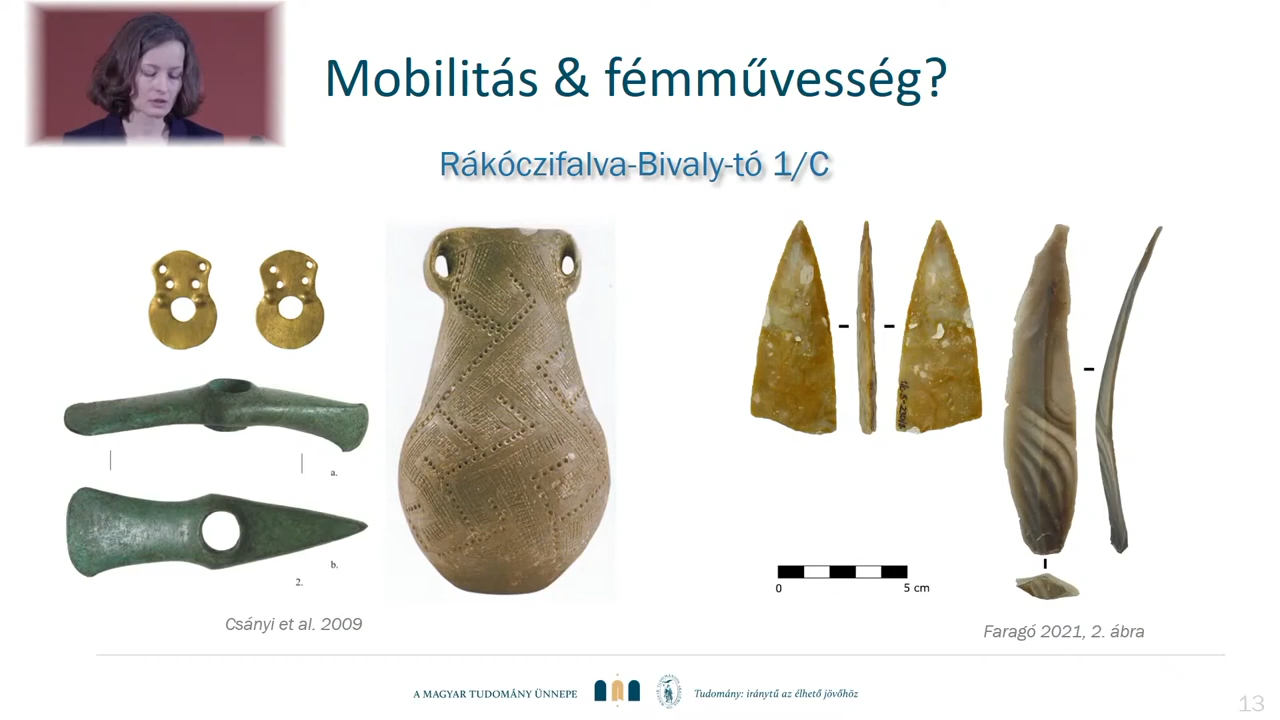 Mobilitás & fémművesség?
Rákóczifalva-Bivaly-tó 1/C
a.
b.
2.
0 5 cm
Csányi et al. 2009
Faragó 2021, 2. ábra
A MAGYAR TUDOMÁNY ÜNNEPE
Tudomány: iránytű az élhető jövőhöz
13